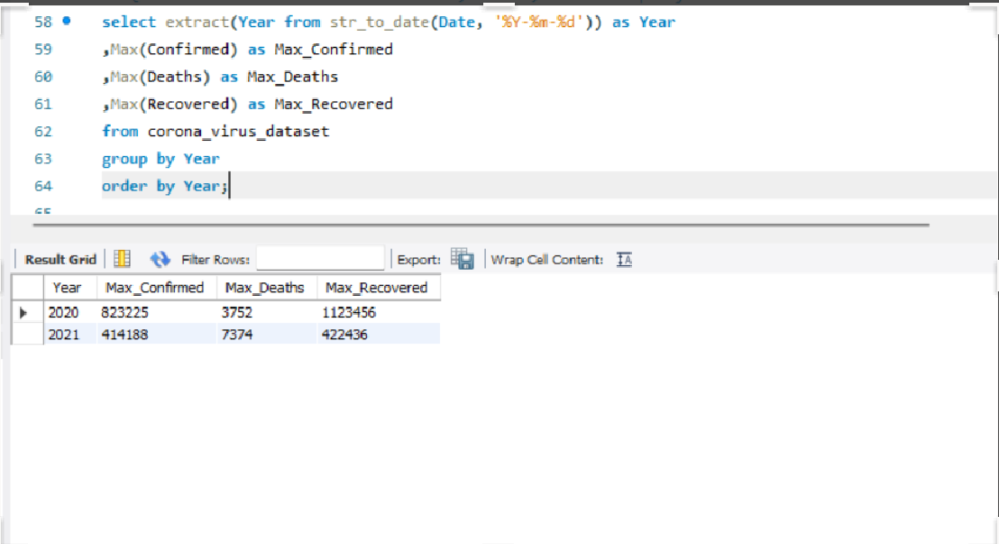 58 select extract(Year from str_to_date(Date, '%Y-%m-%d')) as Year
59 ,Max(Confirmed) as Max_Confirmed
60 ,Max(Deaths) as Max_Deaths
61 ,Max(Recovered) as Max_Recovered
62 from corona_virus_dataset
63 group by Year
64 order by Year;
65
Result Grid Filter Rows: Export: Wrap Cell Content: IA
Year Max_Confirmed Max_Deaths Max_Recovered
2020 823225 3752 1123456
2021 414188 7374 422436